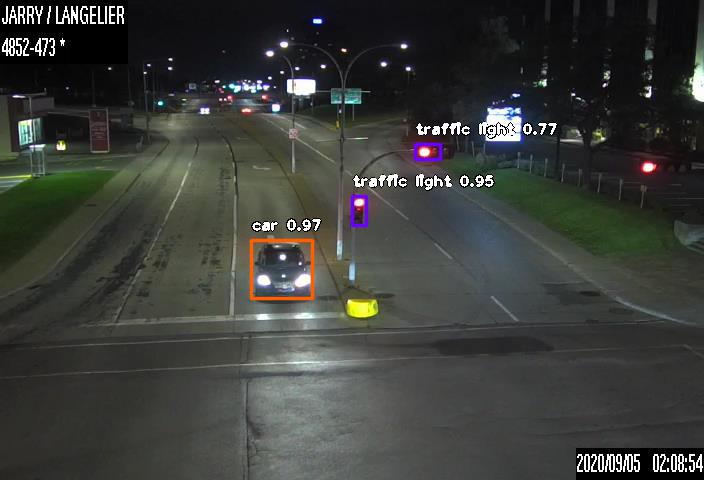 JARRY / LANGELIER
4852-473 *
traffic light 0.77
traffic light 0.95
car 0.97
2020/09/05 02:08:54